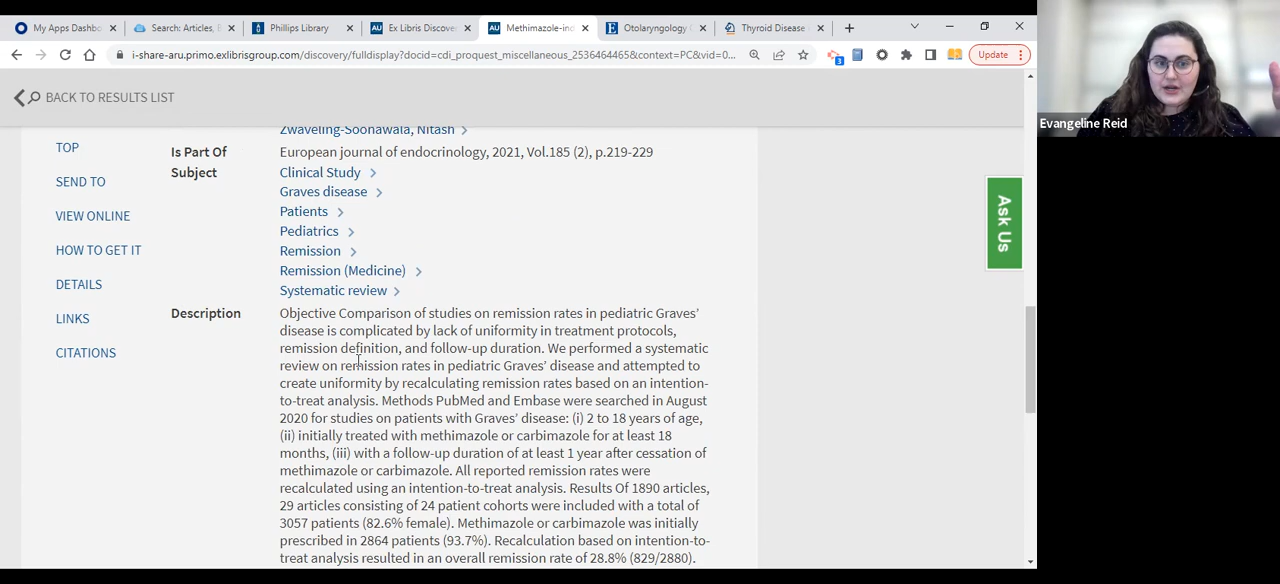 My Apps Dashbo
Search: Articles, B
Phillips Library
Ex Libris Discover
Methimazole-ind
Otolaryngology C
Thyroid Disease
i-share-aru.primo.exlibrisgroup.com/discovery/fulldisplay?docid=cdi_proquest_miscellaneous_2536464465&context=PC&vid=0...
3
Update
Evangeline Reid
BACK TO RESULTS LIST
TOP
SEND TO
VIEW ONLINE
HOW TO GET IT
DETAILS
LINKS
CITATIONS
Zwaveling-Soonawala, Nitash
Is Part Of
European journal of endocrinology, 2021, Vol.185 (2), p.219-229
Subject
Clinical Study
Graves disease
Patients
Pediatrics
Remission
Remission (Medicine)
Systematic review
Description
Objective Comparison of studies on remission rates in pediatric Graves'
disease is complicated by lack of uniformity in treatment protocols,
remission definition, and follow-up duration. We performed a systematic
review on remission rates in pediatric Graves' disease and attempted to
create uniformity by recalculating remission rates based on an intention-
to-treat analysis. Methods PubMed and Embase were searched in August
2020 for studies on patients with Graves' disease: (i) 2 to 18 years of age,
(ii) initially treated with methimazole or carbimazole for at least 18
months, (iii) with a follow-up duration of at least 1 year after cessation of
methimazole or carbimazole. All reported remission rates were
recalculated using an intention-to-treat analysis. Results Of 1890 articles,
29 articles consisting of 24 patient cohorts were included with a total of
3057 patients (82.6% female). Methimazole or carbimazole was initially
prescribed in 2864 patients (93.7%). Recalculation based on intention-to-
treat analysis resulted in an overall remission rate of 28.8% (829/2880).
Ask Us